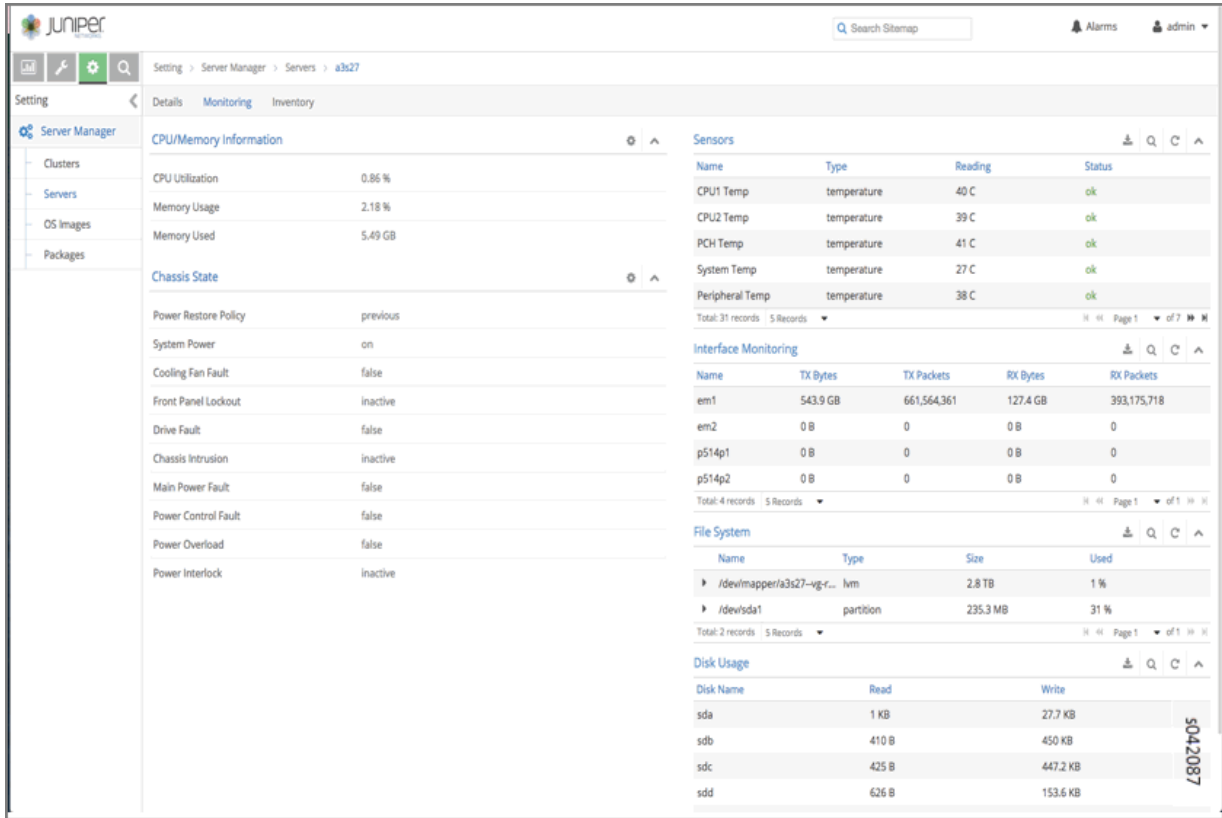 JUNIPER
NETWORKS
Search Sitemap
Alarms
admin
Setting > Server Manager > Servers > a3s27
Setting
Server Manager
Clusters
Servers
OS Images
Packages
Details Monitoring Inventory
CPU/Memory Information
CPU Utilization 0.86 %
Memory Usage 2.18 %
Memory Used 5.49 GB
Chassis State
Power Restore Policy previous
System Power on
Cooling Fan Fault false
Front Panel Lockout inactive
Drive Fault false
Chassis Intrusion inactive
Main Power Fault false
Power Control Fault false
Power Overload false
Power Interlock inactive
Sensors
Name Type Reading Status
CPU1 Temp temperature 40 C ok
CPU2 Temp temperature 39 C ok
PCH Temp temperature 41 C ok
System Temp temperature 27 C ok
Peripheral Temp temperature 38 C ok
Total: 31 records 5 Records Page 1 of 7
Interface Monitoring
Name TX Bytes TX Packets RX Bytes RX Packets
em1 543.9 GB 661,564,361 127.4 GB 393,175,718
em2 0 B 0 0 B 0
p514p1 0 B 0 0 B 0
p514p2 0 B 0 0 B 0
Total: 4 records 5 Records Page 1 of 1
File System
Name Type Size Used
/dev/mapper/a3s27--vg-r... lvm 2.8 TB 1 %
/dev/sda1 partition 235.3 MB 31 %
Total: 2 records 5 Records Page 1 of 1
Disk Usage
Disk Name Read Write
sda 1 KB 27.7 KB
sdb 410 B 450 KB
sdc 425 B 447.2 KB
sdd 626 B 153.6 KB
s042087